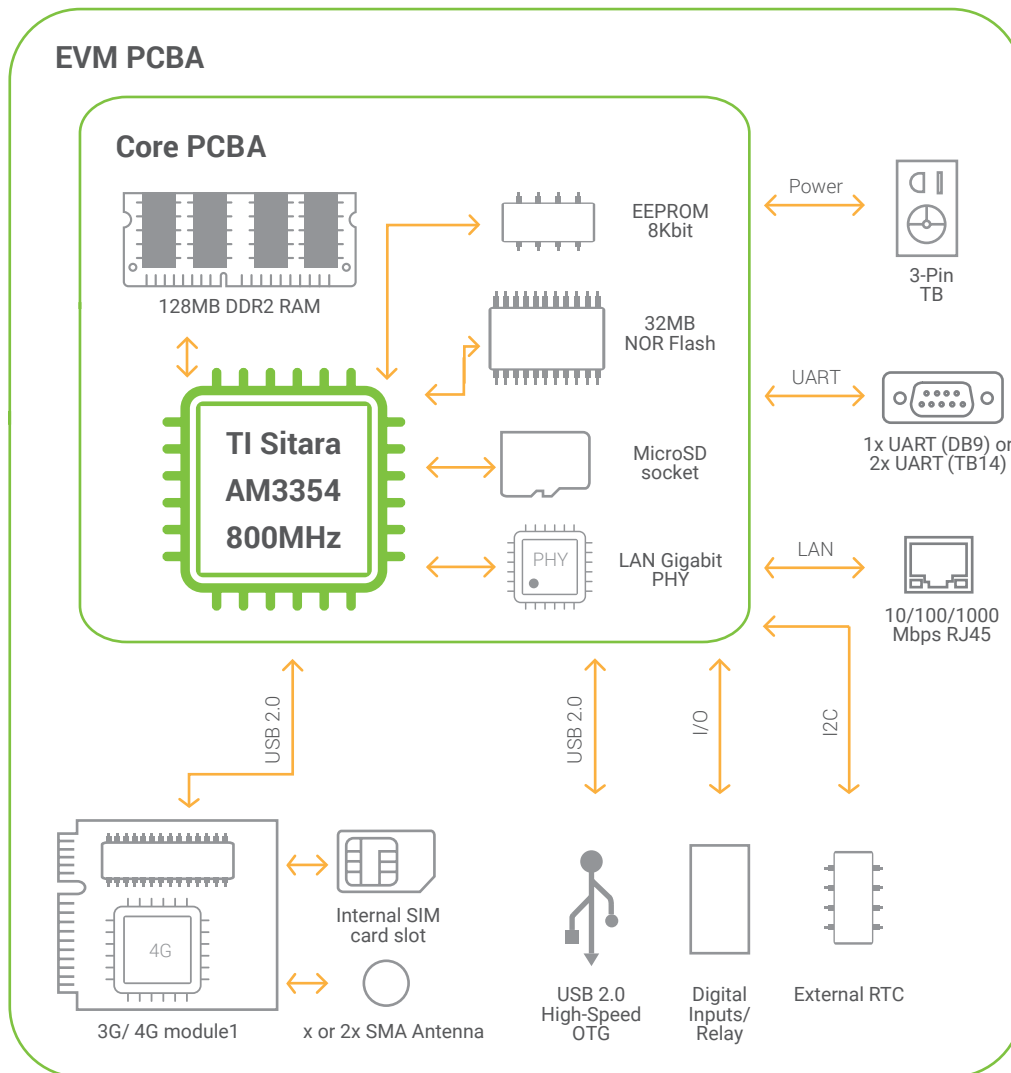 EVM PCBA
Core PCBA
128MB DDR2 RAM
EEPROM
8Kbit
32MB
NOR Flash
TI Sitara
AM3354
800MHz
MicroSD
socket
PHY
LAN Gigabit
PHY
Power
3-Pin
TB
UART
1x UART (DB9) or
2x UART (TB14)
LAN
10/100/1000
Mbps RJ45
USB 2.0
USB 2.0
I/O
I2C
4G
3G/ 4G module1
Internal SIM
card slot
x or 2x SMA Antenna
USB 2.0
High-Speed
OTG
Digital
Inputs/
Relay
External RTC